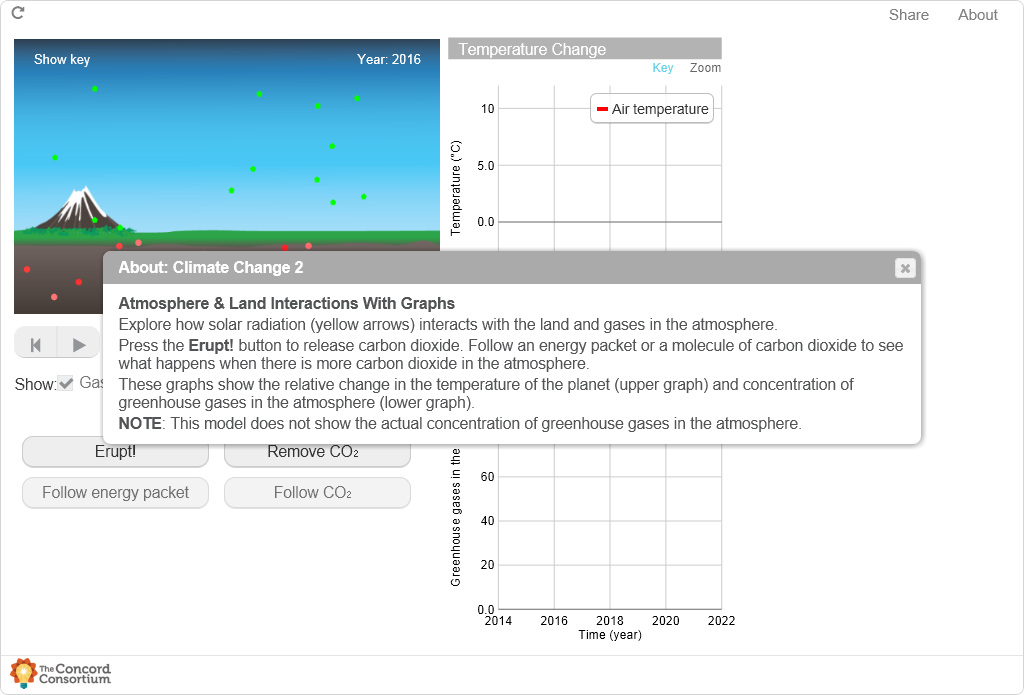 Share About
Show key Year: 2016
Temperature Change
Key Zoom
Air temperature
10
5.0
0.0
Temperature (°C)
About: Climate Change 2
Atmosphere & Land Interactions With Graphs
Explore how solar radiation (yellow arrows) interacts with the land and gases in the atmosphere.
Press the Erupt! button to release carbon dioxide. Follow an energy packet or a molecule of carbon dioxide to see
what happens when there is more carbon dioxide in the atmosphere.
These graphs show the relative change in the temperature of the planet (upper graph) and concentration of
greenhouse gases in the atmosphere (lower graph).
NOTE: This model does not show the actual concentration of greenhouse gases in the atmosphere.
Show: Gas
Erupt! Remove CO₂
Follow energy packet Follow CO₂
Greenhouse gases in the
60
40
20
0.0
2014 2016 2018 2020 2022
Time (year)
The Concord
Consortium